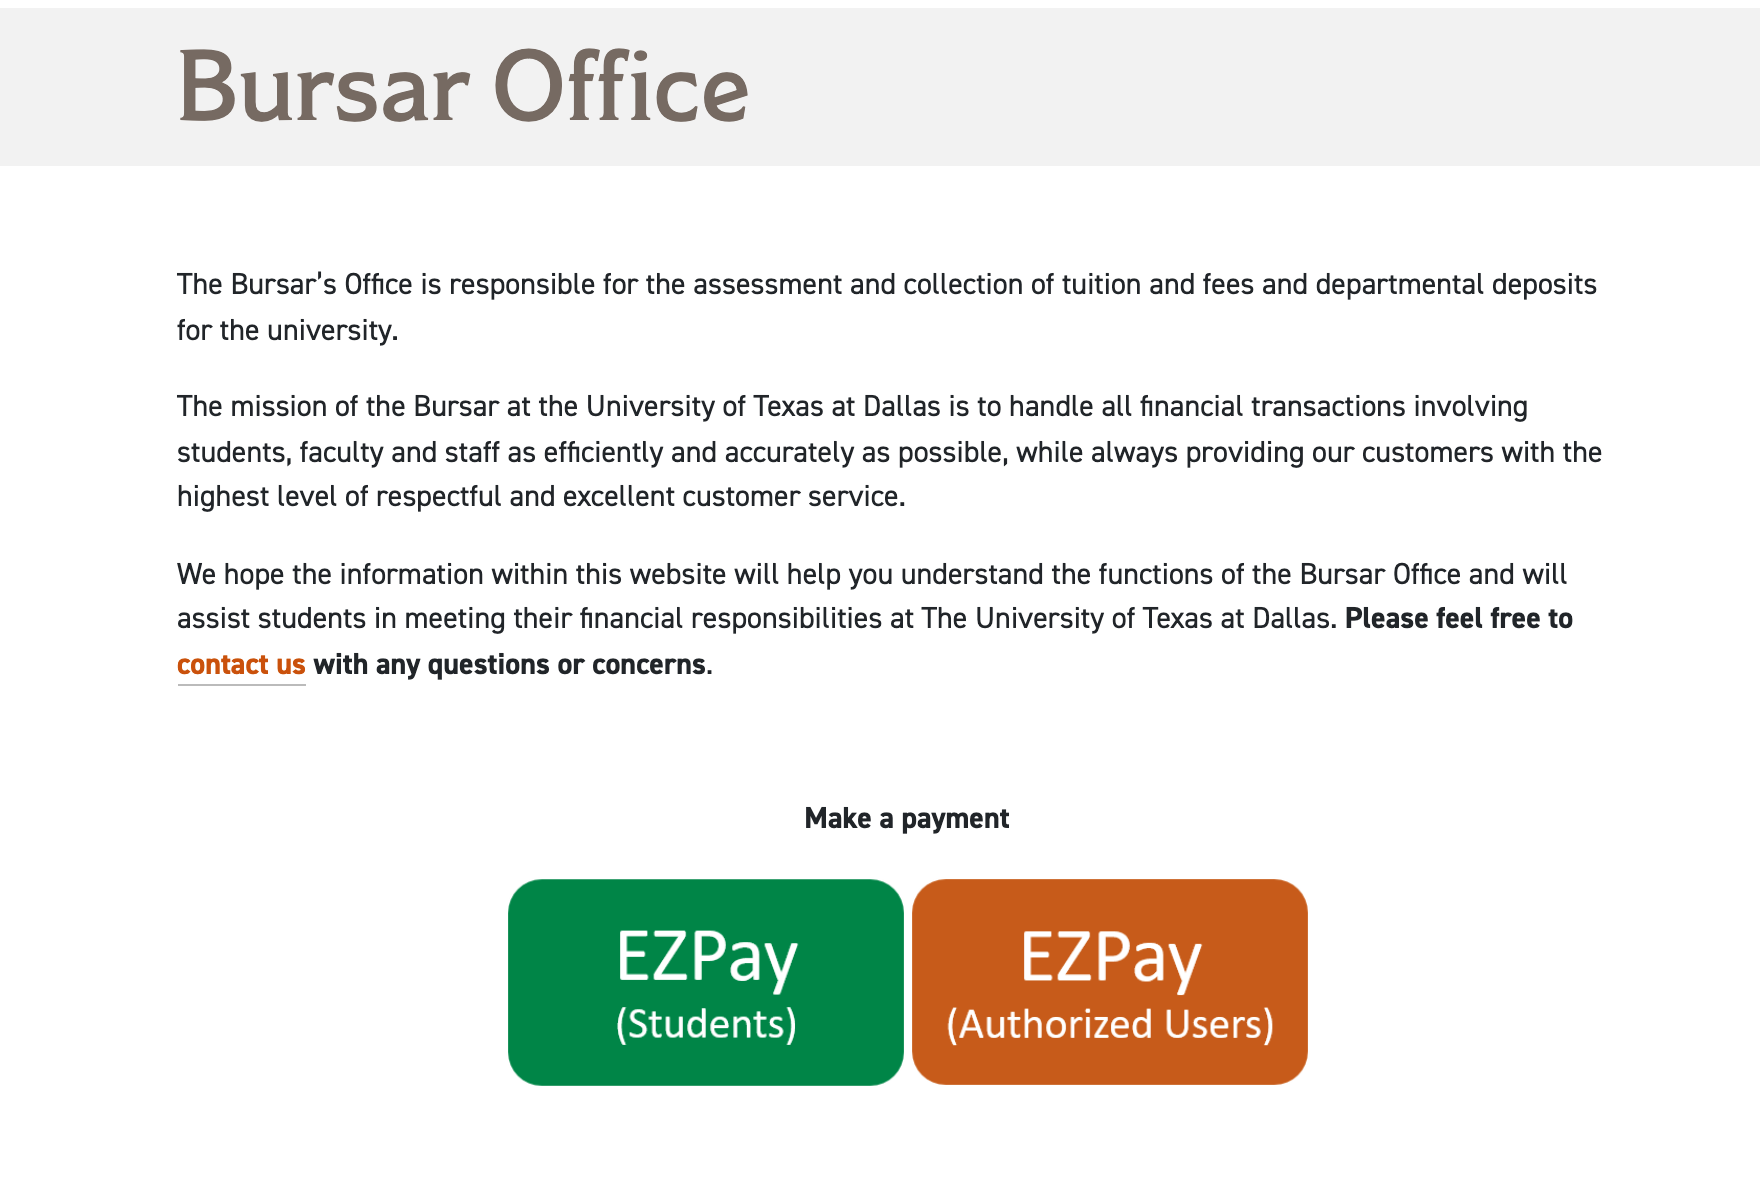 Bursar Office
The Bursar’s Office is responsible for the assessment and collection of tuition and fees and departmental deposits
for the university.
The mission of the Bursar at the University of Texas at Dallas is to handle all financial transactions involving
students, faculty and staff as efficiently and accurately as possible, while always providing our customers with the
highest level of respectful and excellent customer service.
We hope the information within this website will help you understand the functions of the Bursar Office and will
assist students in meeting their financial responsibilities at The University of Texas at Dallas. Please feel free to
contact us with any questions or concerns.
Make a payment
EZPay
(Students)
EZPay
(Authorized Users)